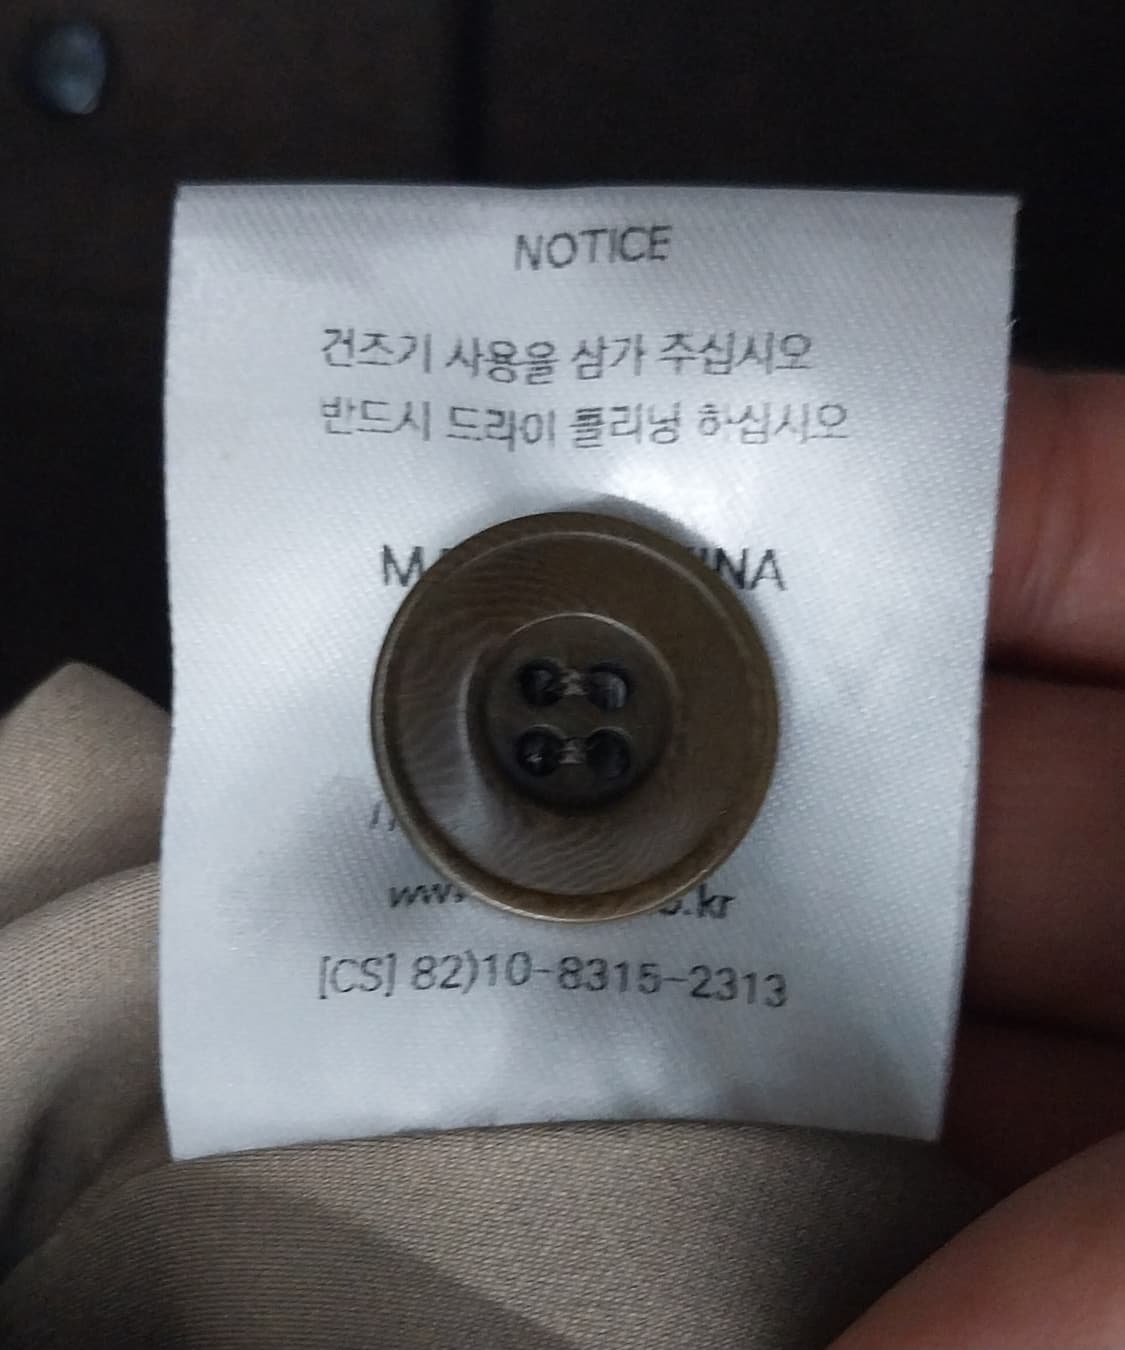 NOTICE
건조기 사용을 삼가 주십시오
반드시 드라이 클리닝 하십시오
[CS] 82)10-8315-2313